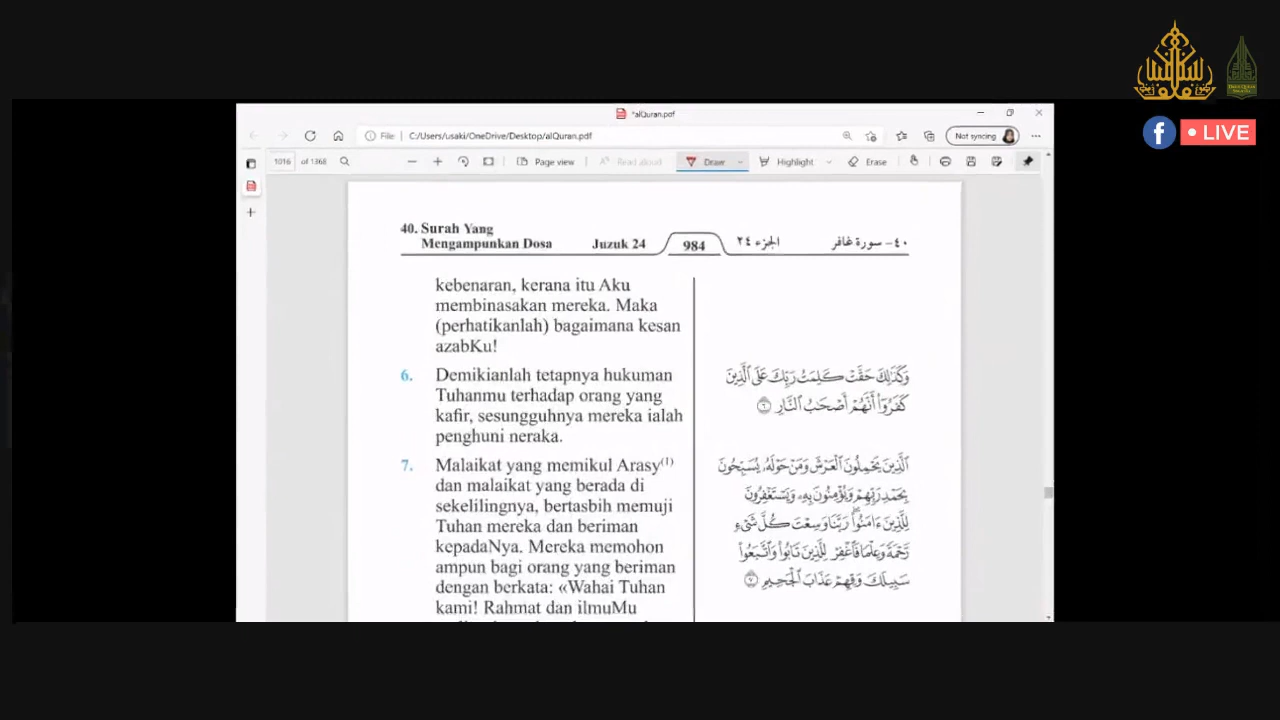 LIVE
*alQuran.pdf
File | C:/Users/usaki/OneDrive/Desktop/alQuran.pdf
Not syncing
1016 of 1368
Page view
Read aloud
Draw
Highlight
Erase
40. Surah Yang
Mengampunkan Dosa Juzuk 24 984 الجزء ٢٤ ٤٠- سورة غافر
kebenaran, kerana itu Aku
membinasakan mereka. Maka
(perhatikanlah) bagaimana kesan
azabKu!
6. Demikianlah tetapnya hukuman
Tuhanmu terhadap orang yang
kafir, sesungguhnya mereka ialah
penghuni neraka.
7. Malaikat yang memikul Arasy(1)
dan malaikat yang berada di
sekelilingnya, bertasbih memuji
Tuhan mereka dan beriman
kepadaNya. Mereka memohon
ampun bagi orang yang beriman
dengan berkata: «Wahai Tuhan
kami! Rahmat dan ilmuMu
وَكَذَٰلِكَ حَقَّتْ كَلِمَتُ رَبِّكَ عَلَى ٱلَّذِينَ
كَفَرُوٓا۟ أَنَّهُمْ أَصْحَٰبُ ٱلنَّارِ ٦
ٱلَّذِينَ يَحْمِلُونَ ٱلْعَرْشَ وَمَنْ حَوْلَهُۥ يُسَبِّحُونَ
بِحَمْدِ رَبِّهِمْ وَيُؤْمِنُونَ بِهِۦ وَيَسْتَغْفِرُونَ
لِلَّذِينَ ءَامَنُوا۟ رَبَّنَا وَسِعْتَ كُلَّ شَىْءٍ
رَّحْمَةً وَعِلْمًا فَٱغْفِرْ لِلَّذِينَ تَابُوا۟ وَٱتَّبَعُوا۟
سَبِيلَكَ وَقِهِمْ عَذَابَ ٱلْجَحِيمِ ٧